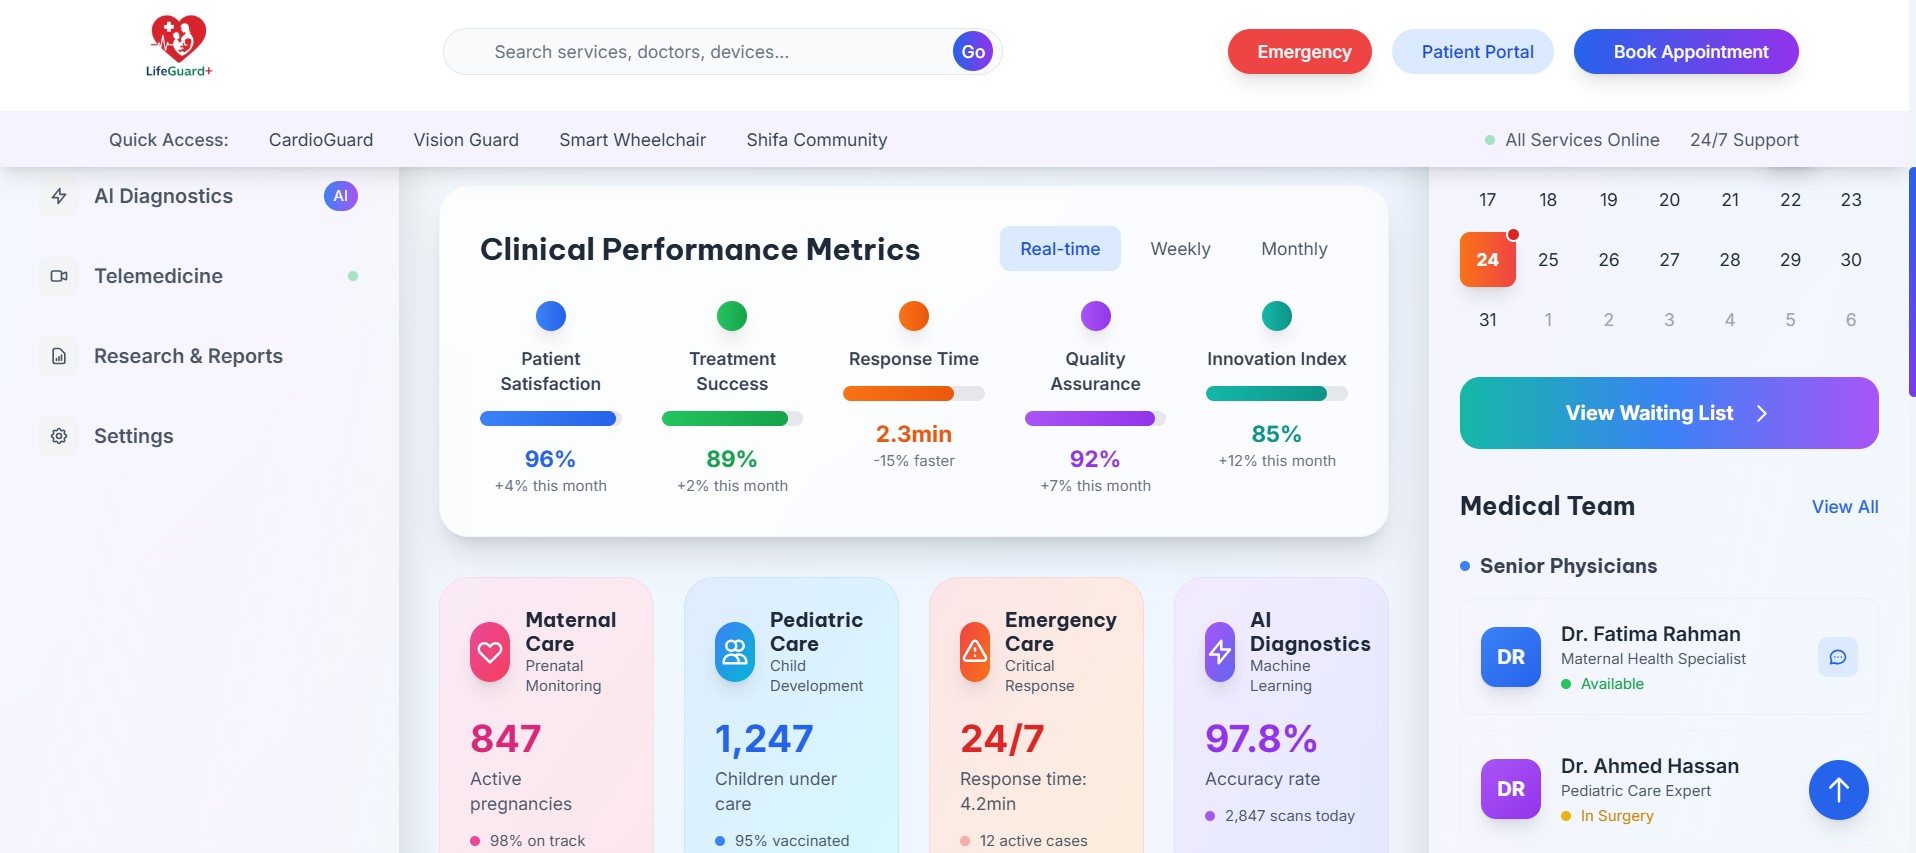 LifeGuard+
Search services, doctors, devices...
Go
Emergency
Patient Portal
Book Appointment
Quick Access:
CardioGuard
Vision Guard
Smart Wheelchair
Shifa Community
All Services Online
24/7 Support
AI Diagnostics
AI
Telemedicine
Research & Reports
Settings
Clinical Performance Metrics
Real-time
Weekly
Monthly
Patient
Satisfaction
96%
+4% this month
Treatment
Success
89%
+2% this month
Response Time
2.3min
-15% faster
Quality
Assurance
92%
+7% this month
Innovation Index
85%
+12% this month
Maternal
Care
Prenatal
Monitoring
847
Active
pregnancies
98% on track
Pediatric
Care
Child
Development
1,247
Children under
care
95% vaccinated
Emergency
Care
Critical
Response
24/7
Response time:
4.2min
12 active cases
AI
Diagnostics
Machine
Learning
97.8%
Accuracy rate
2,847 scans today
17 18 19 20 21 22 23
24 25 26 27 28 29 30
31 1 2 3 4 5 6
View Waiting List
Medical Team
View All
Senior Physicians
DR
Dr. Fatima Rahman
Maternal Health Specialist
Available
DR
Dr. Ahmed Hassan
Pediatric Care Expert
In Surgery